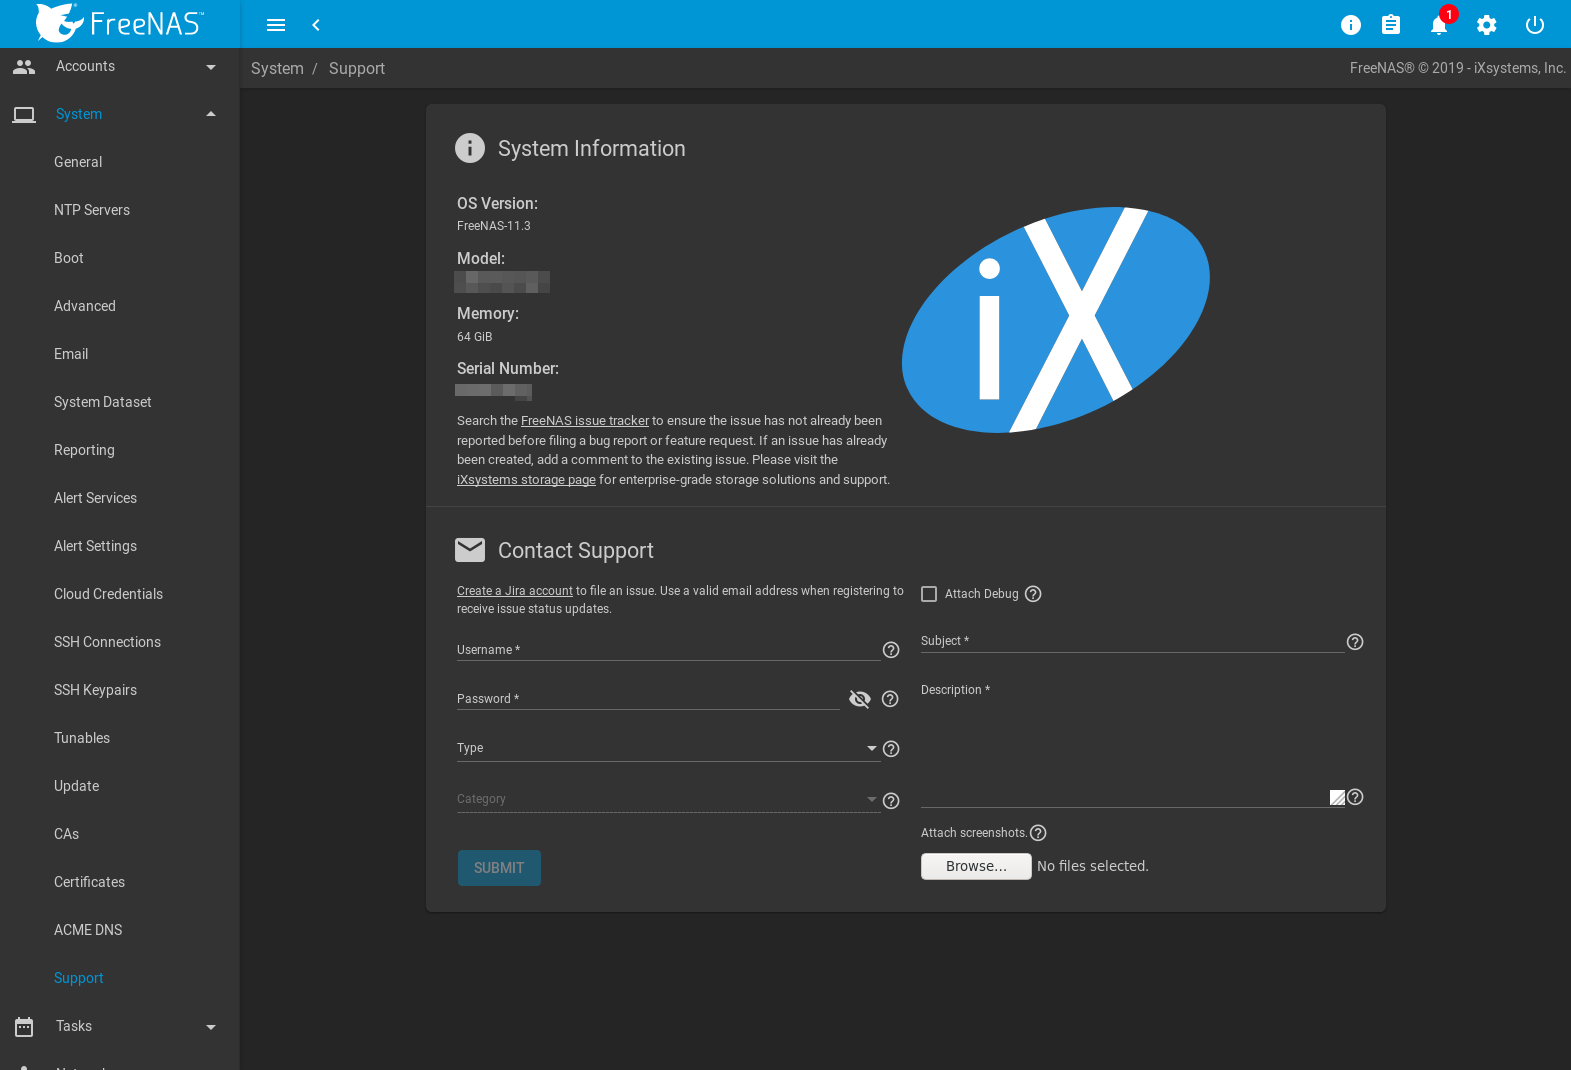 FreeNAS™
1
System / Support
FreeNAS® © 2019 - iXsystems, Inc.
Accounts
System
General
NTP Servers
Boot
Advanced
Email
System Dataset
Reporting
Alert Services
Alert Settings
Cloud Credentials
SSH Connections
SSH Keypairs
Tunables
Update
CAs
Certificates
ACME DNS
Support
Tasks
System Information
OS Version:
FreeNAS-11.3
Model:
Memory:
64 GiB
Serial Number:
Search the FreeNAS issue tracker to ensure the issue has not already been
reported before filing a bug report or feature request. If an issue has already
been created, add a comment to the existing issue. Please visit the
iXsystems storage page for enterprise-grade storage solutions and support.
iX
Contact Support
Create a Jira account to file an issue. Use a valid email address when registering to
receive issue status updates.
Username *
Password *
Type
Category
SUBMIT
Attach Debug
Subject *
Description *
Attach screenshots.
Browse...
No files selected.